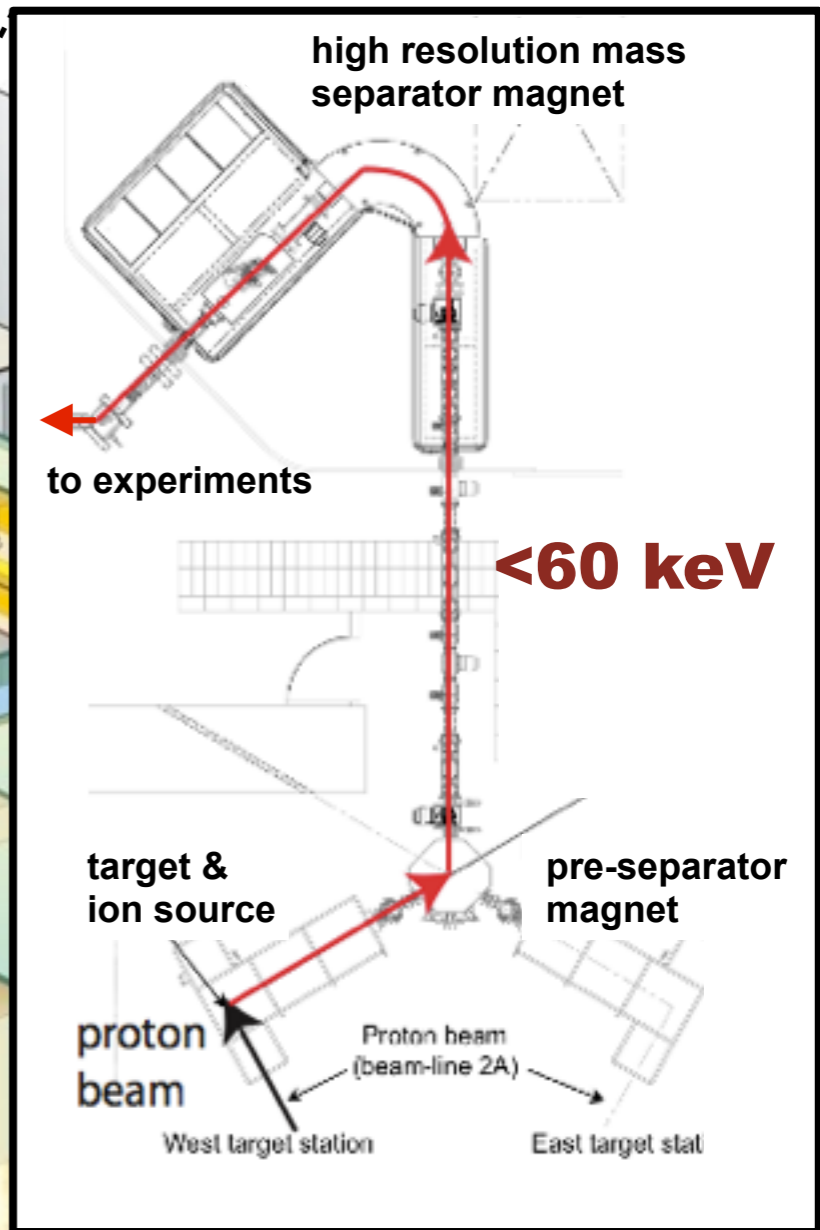 high resolution mass
separator magnet
to experiments
<60 keV
target &
ion source
pre-separator
magnet
proton
beam
Proton beam
(beam-line 2A)
West target station
East target stati